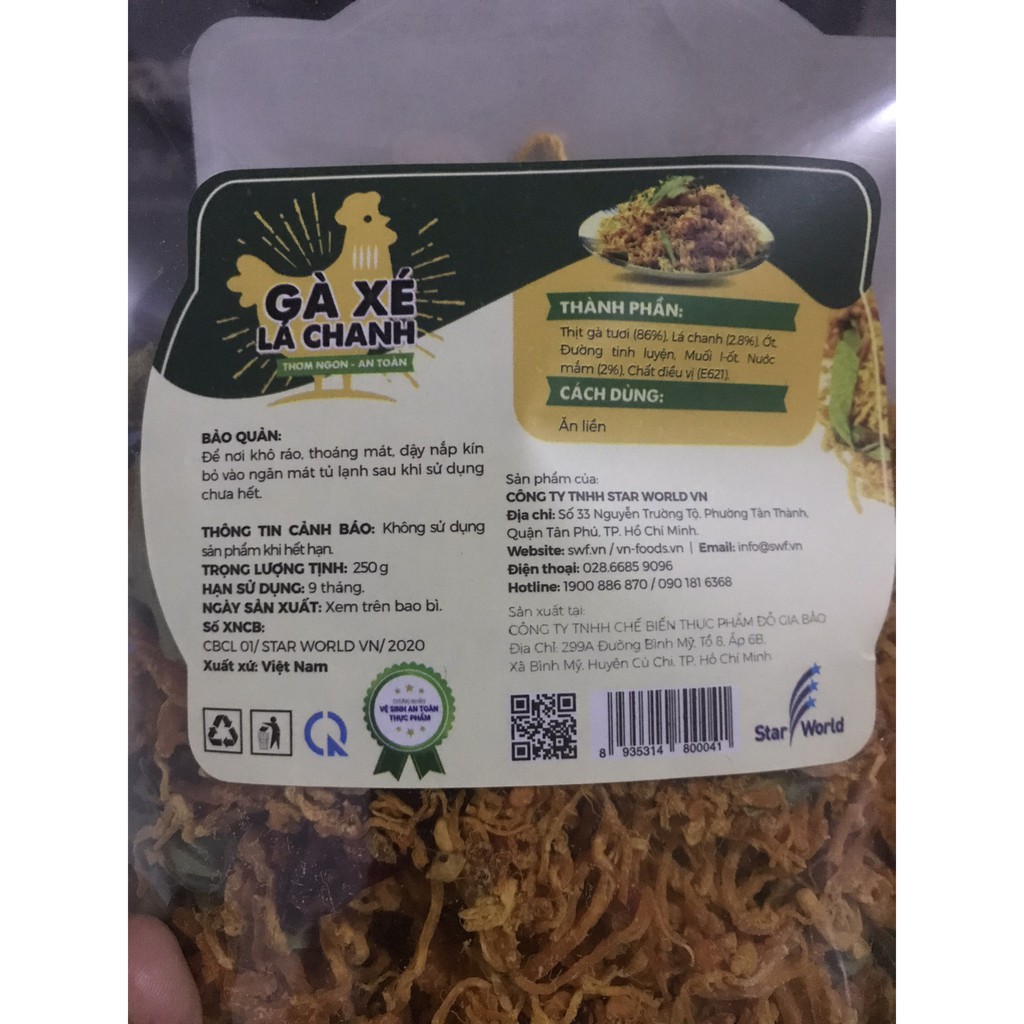 GÀ XÉ
LÁ CHANH
THƠM NGON - AN TOÀN
THÀNH PHẦN:
Thịt gà tươi (86%), Lá chanh (2.8%), Ớt,
Đường tinh luyện, Muối I-ốt, Nước
mắm (2%), Chất điều vị (E621).
CÁCH DÙNG:
Ăn liền
BẢO QUẢN:
Để nơi khô ráo, thoáng mát, đậy nắp kín
bỏ vào ngăn mát tủ lạnh sau khi sử dụng
chưa hết.
THÔNG TIN CẢNH BÁO: Không sử dụng
sản phẩm khi hết hạn.
TRỌNG LƯỢNG TỊNH: 250 g
HẠN SỬ DỤNG: 9 tháng.
NGÀY SẢN XUẤT: Xem trên bao bì.
Số XNCB:
CBCL 01/ STAR WORLD VN/ 2020
Xuất xứ: Việt Nam
Sản phẩm của:
CÔNG TY TNHH STAR WORLD VN
Địa chỉ: Số 33 Nguyễn Trường Tộ, Phường Tân Thành,
Quận Tân Phú, TP. Hồ Chí Minh.
Website: swf.vn / vn-foods.vn | Email: info@swf.vn
Điện thoại: 028.6685 9096
Hotline: 1900 886 870 / 090 181 6368
Sản xuất tại:
CÔNG TY TNHH CHẾ BIẾN THỰC PHẨM ĐỖ GIA BẢO
Địa Chỉ: 299A Đường Bình Mỹ, Tổ 8, Ấp 6B,
Xã Bình Mỹ, Huyện Củ Chi, TP. Hồ Chí Minh
CHỨNG NHẬN
VỆ SINH AN TOÀN
THỰC PHẨM
8 935314 800041
Star World